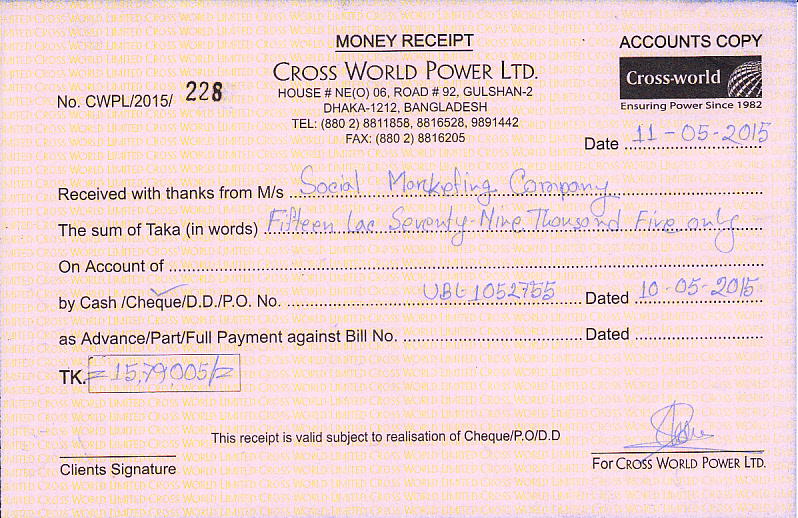 MONEY RECEIPT
ACCOUNTS COPY
CROSS WORLD POWER LTD.
Cross-world
Ensuring Power Since 1982
No. CWPL/2015/ 228
HOUSE # NE(O) 06, ROAD # 92, GULSHAN-2
DHAKA-1212, BANGLADESH
TEL: (880 2) 8811858, 8816528, 9891442
FAX: (880 2) 8816205
Date 11-05-2015
Received with thanks from M/s Social Marketing Company
The sum of Taka (in words) Fifteen Lac Seventy-Nine Thousand Five only
On Account of
by Cash /Cheque/D.D./P.O. No. UBL-1052755 Dated 10-05-2015
as Advance/Part/Full Payment against Bill No. Dated
TK. =15,79,005/=
This receipt is valid subject to realisation of Cheque/P.O/D.D
Clients Signature
For CROSS WORLD POWER LTD.